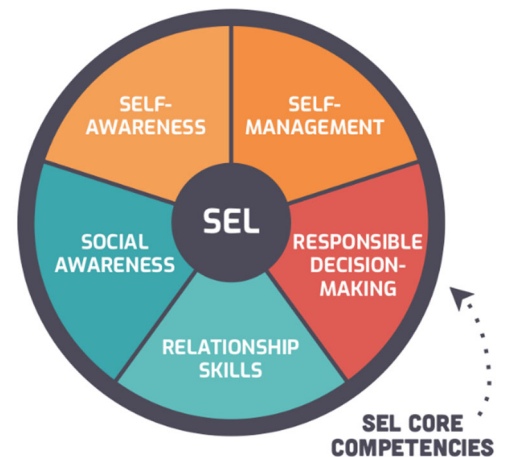 SELF-
AWARENESS
SELF-
MANAGEMENT
SEL
SOCIAL
AWARENESS
RESPONSIBLE
DECISION-
MAKING
RELATIONSHIP
SKILLS
SEL CORE
COMPETENCIES